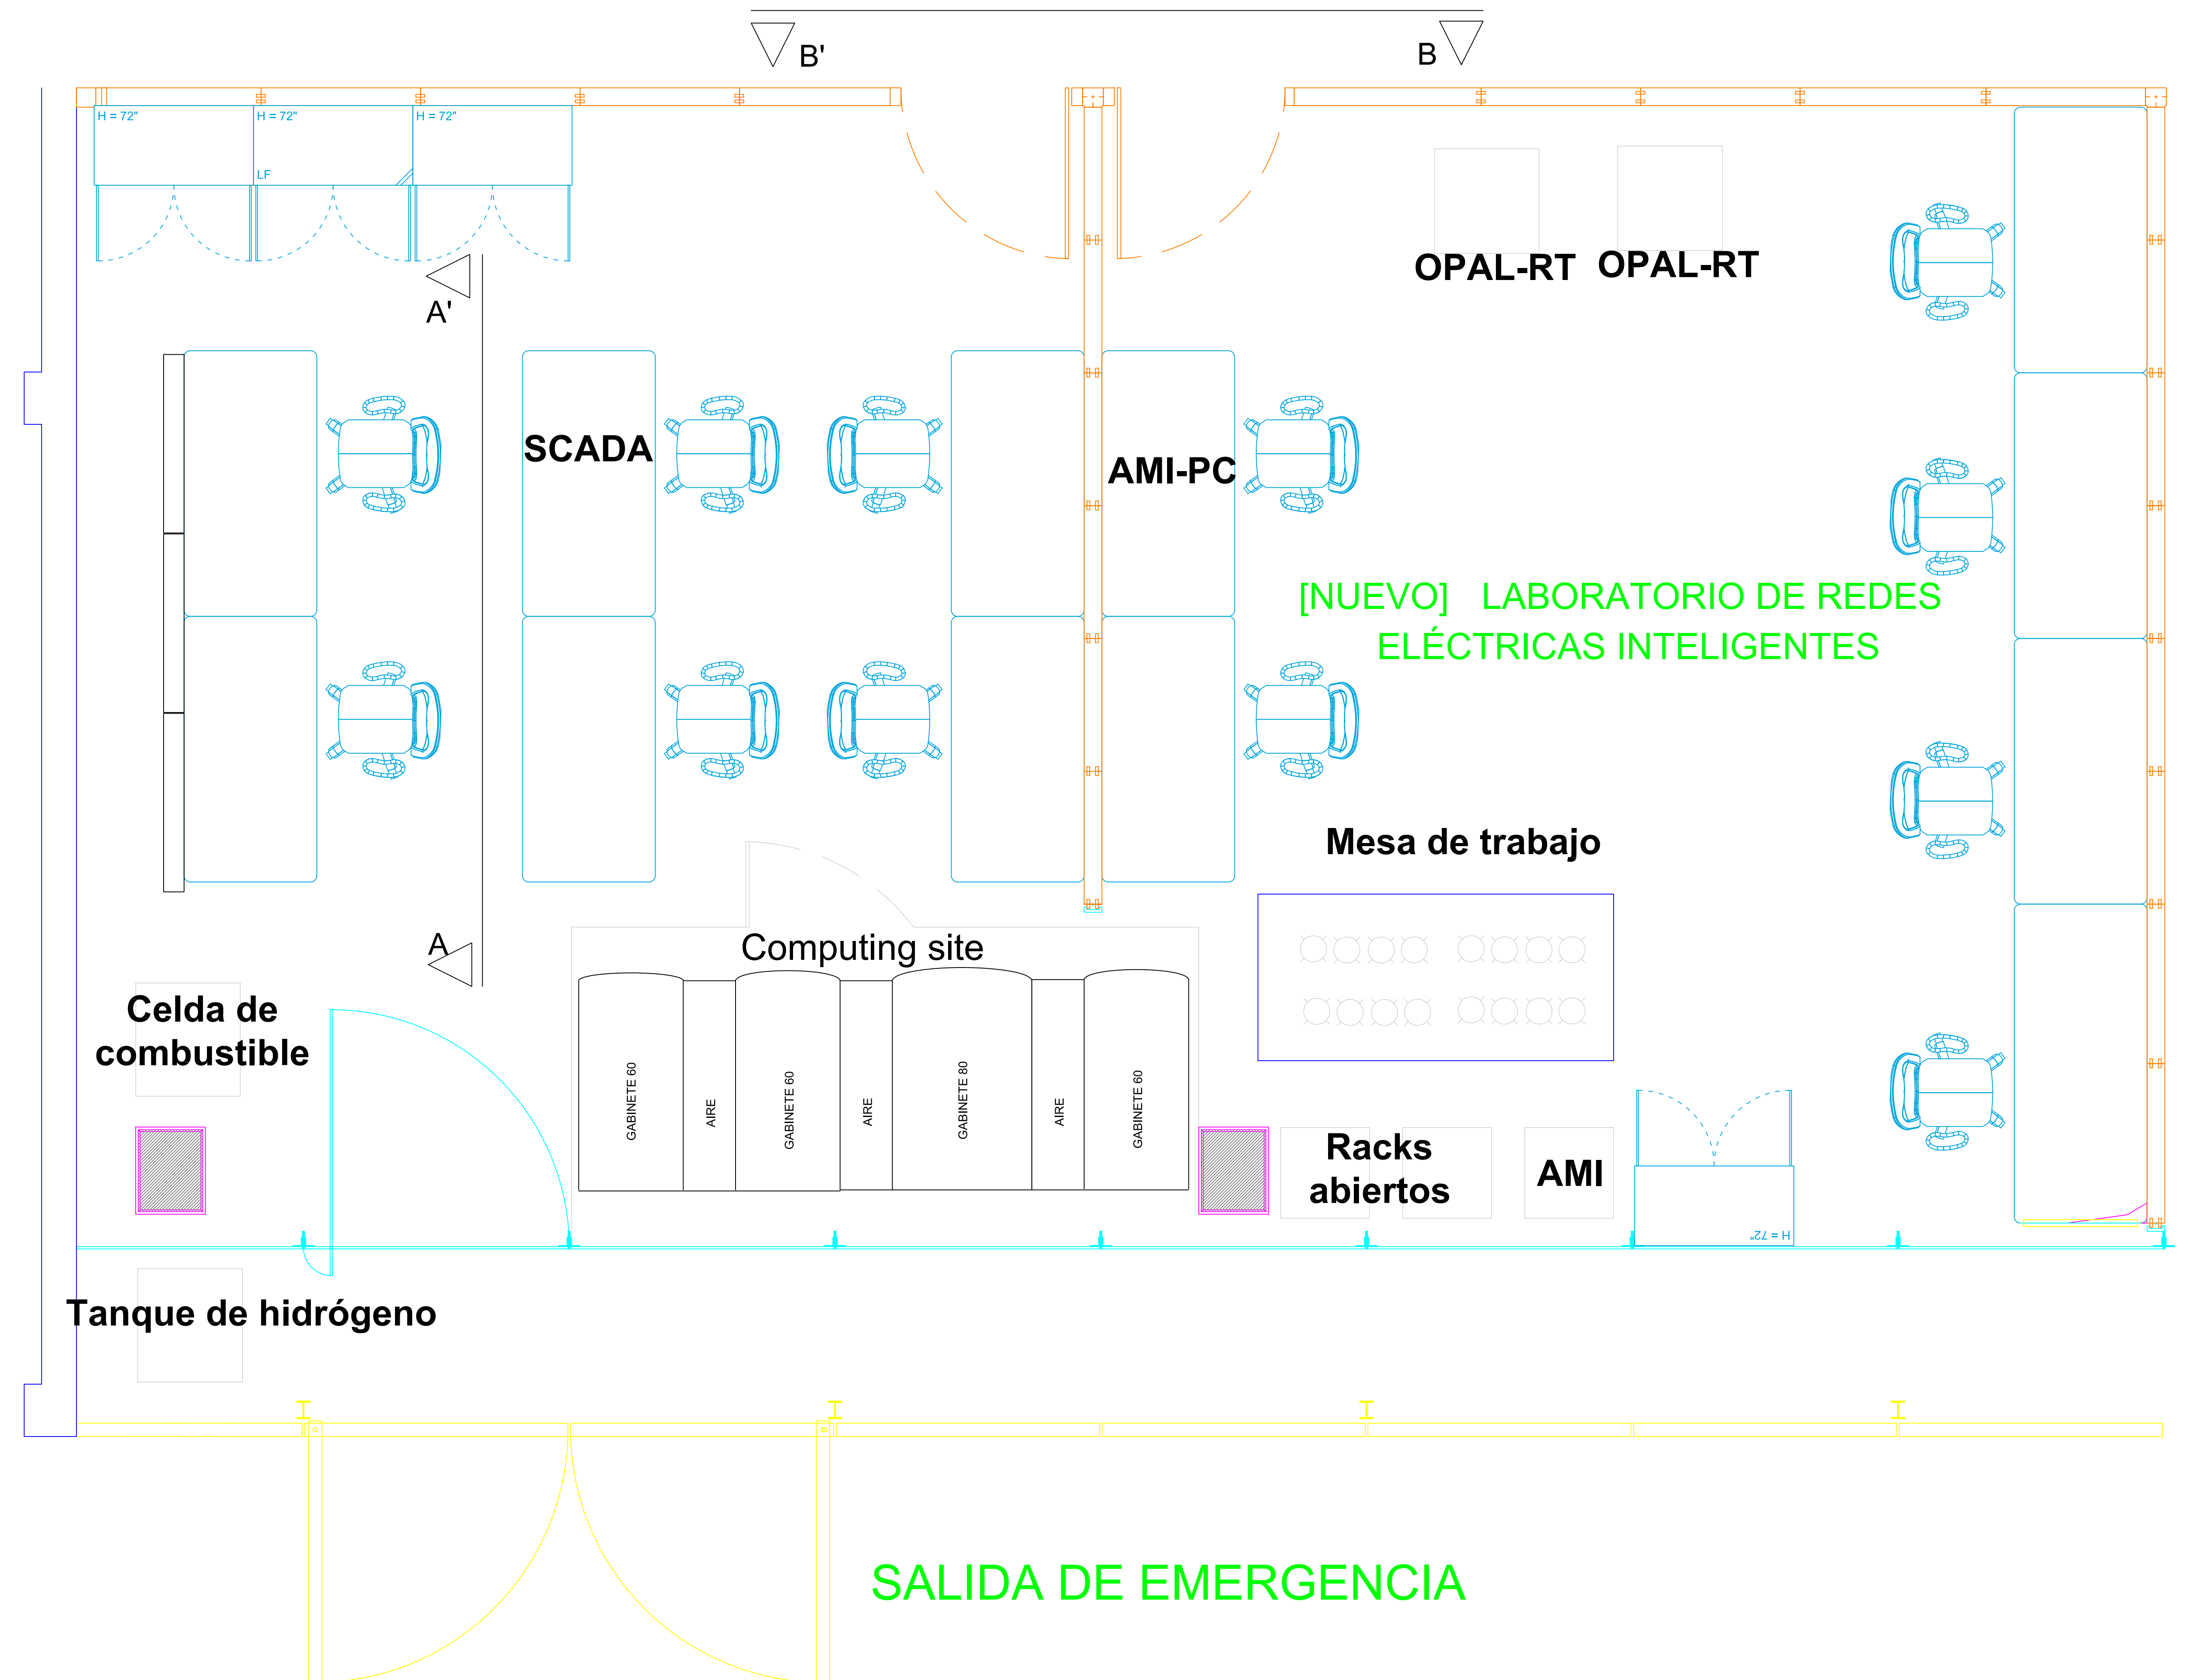 B'
B
H = 72"
H = 72"
H = 72"
LF
A'
OPAL-RT
OPAL-RT
SCADA
AMI-PC
[NUEVO] LABORATORIO DE REDES
ELÉCTRICAS INTELIGENTES
Mesa de trabajo
A
Computing site
Celda de
combustible
GABINETE 60
AIRE
GABINETE 60
AIRE
GABINETE 80
AIRE
GABINETE 60
Racks
abiertos
AMI
H = 72"
Tanque de hidrógeno
SALIDA DE EMERGENCIA